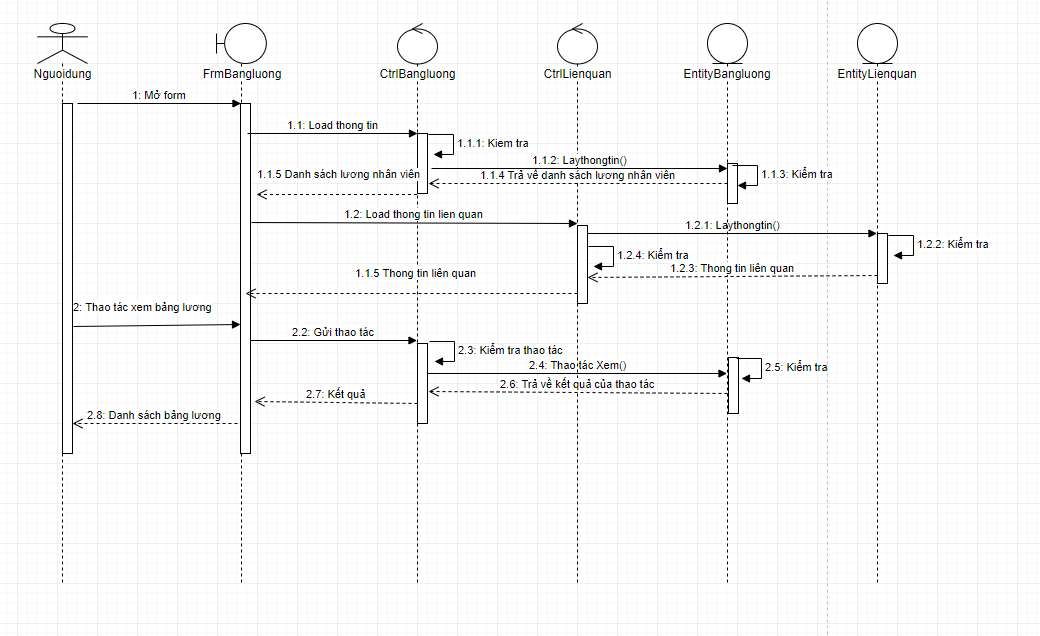 Nguoidung
FrmBangluong
CtrlBangluong
CtrlLienquan
EntityBangluong
EntityLienquan
1: Mở form
1.1: Load thong tin
1.1.1: Kiem tra
1.1.2: Laythongtin()
1.1.3: Kiểm tra
1.1.4 Trả về danh sách lương nhân viên
1.1.5 Danh sách lương nhân viên
1.2: Load thong tin lien quan
1.2.1: Laythongtin()
1.2.2: Kiểm tra
1.2.4: Kiểm tra
1.2.3: Thong tin liên quan
1.1.5 Thong tin liên quan
2: Thao tác xem bảng lương
2.2: Gửi thao tác
2.3: Kiểm tra thao tác
2.4: Thao tác Xem()
2.5: Kiểm tra
2.6: Trả về kết quả của thao tác
2.7: Kết quả
2.8: Danh sách bảng lương